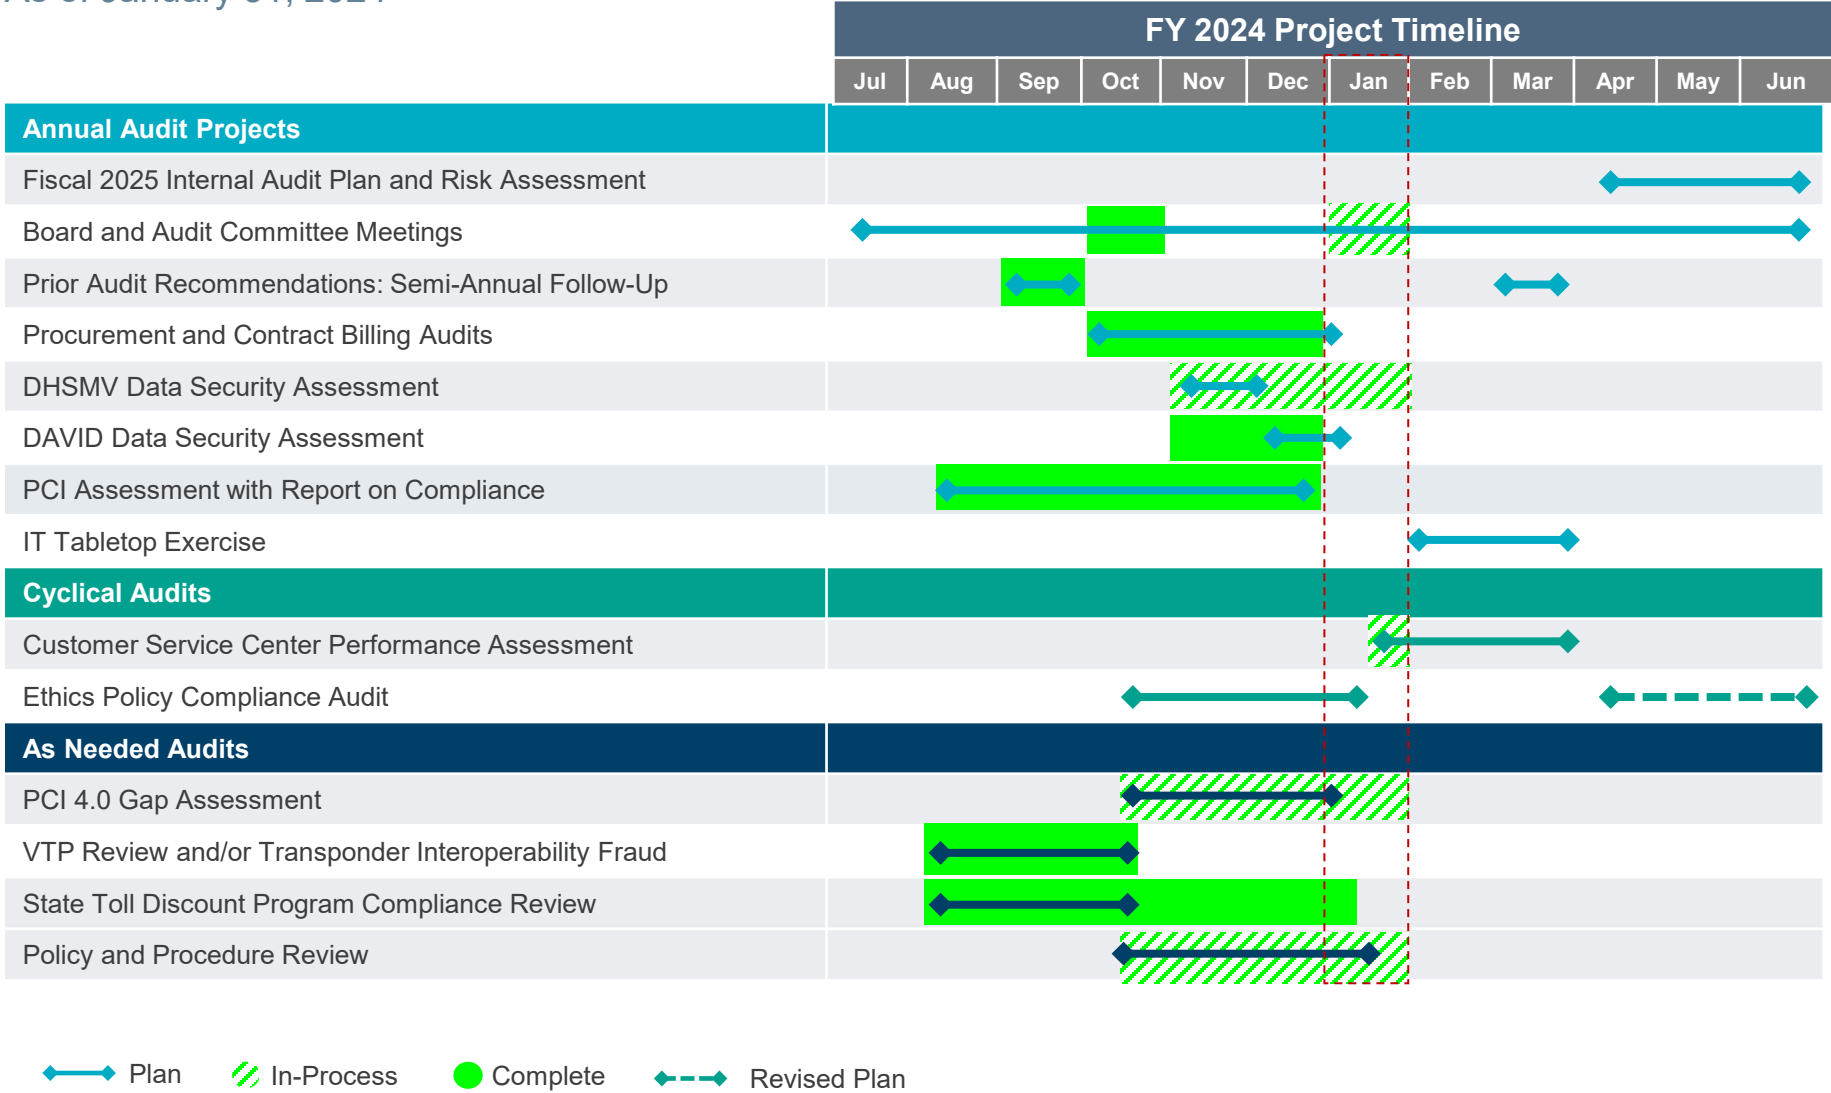 As of January 31, 2024
FY 2024 Project Timeline
Jul Aug Sep Oct Nov Dec Jan Feb Mar Apr May Jun
Annual Audit Projects
Fiscal 2025 Internal Audit Plan and Risk Assessment
Board and Audit Committee Meetings
Prior Audit Recommendations: Semi-Annual Follow-Up
Procurement and Contract Billing Audits
DHSMV Data Security Assessment
DAVID Data Security Assessment
PCI Assessment with Report on Compliance
IT Tabletop Exercise
Cyclical Audits
Customer Service Center Performance Assessment
Ethics Policy Compliance Audit
As Needed Audits
PCI 4.0 Gap Assessment
VTP Review and/or Transponder Interoperability Fraud
State Toll Discount Program Compliance Review
Policy and Procedure Review
Plan In-Process Complete Revised Plan